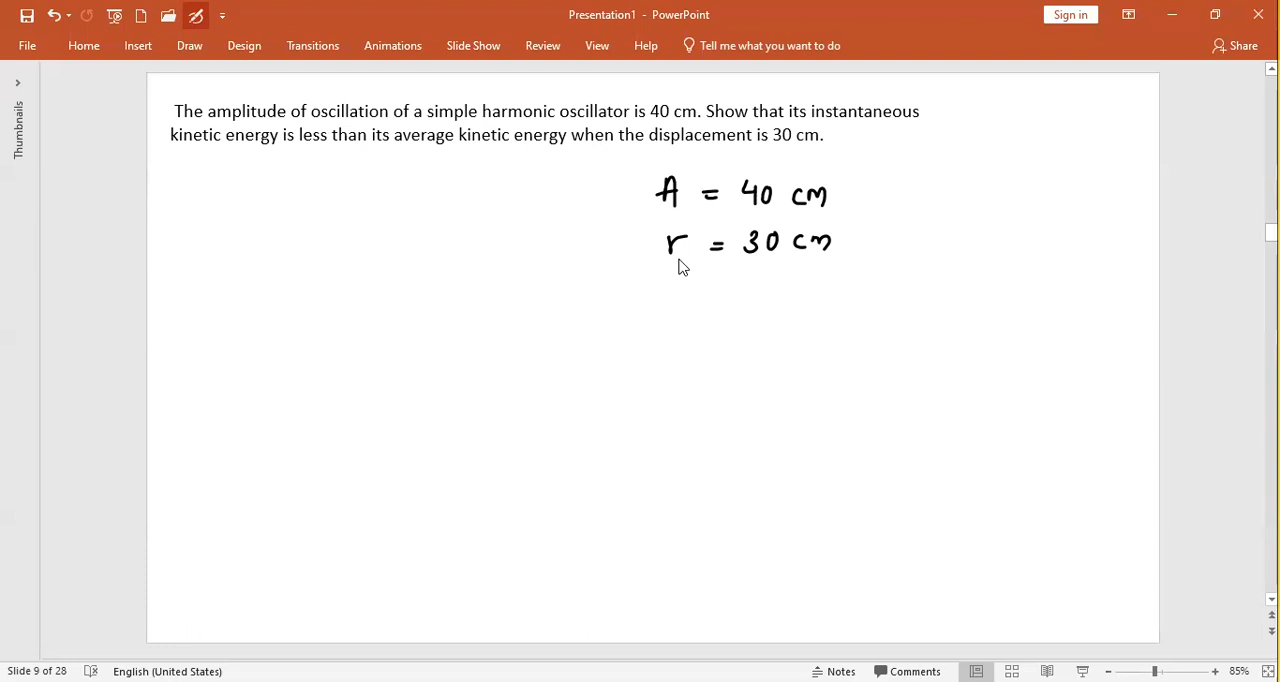 Presentation1 - PowerPoint
Sign in
File Home Insert Draw Design Transitions Animations Slide Show Review View Help Tell me what you want to do Share
Thumbnails
The amplitude of oscillation of a simple harmonic oscillator is 40 cm. Show that its instantaneous
kinetic energy is less than its average kinetic energy when the displacement is 30 cm.
A = 40 cm
r = 30 cm
Slide 9 of 28 English (United States) Notes Comments 85%